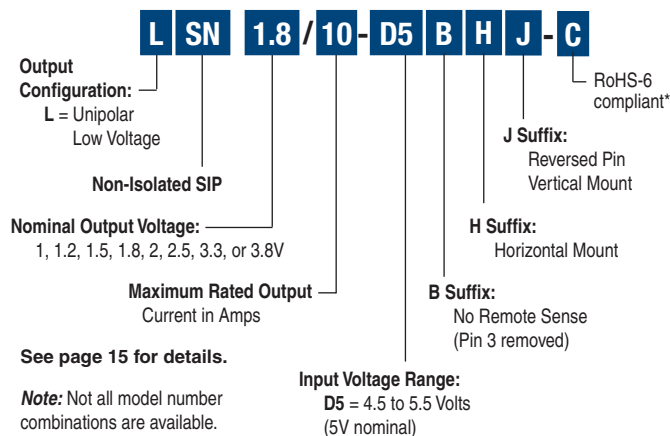 L SN 1.8 / 10 - D5 B H J - C
Output
Configuration:
L = Unipolar
Low Voltage
RoHS-6
compliant*
J Suffix:
Reversed Pin
Vertical Mount
Non-Isolated SIP
Nominal Output Voltage:
1, 1.2, 1.5, 1.8, 2, 2.5, 3.3, or 3.8V
H Suffix:
Horizontal Mount
Maximum Rated Output
Current in Amps
B Suffix:
No Remote Sense
(Pin 3 removed)
See page 15 for details.
Note: Not all model number
combinations are available.
Input Voltage Range:
D5 = 4.5 to 5.5 Volts
(5V nominal)